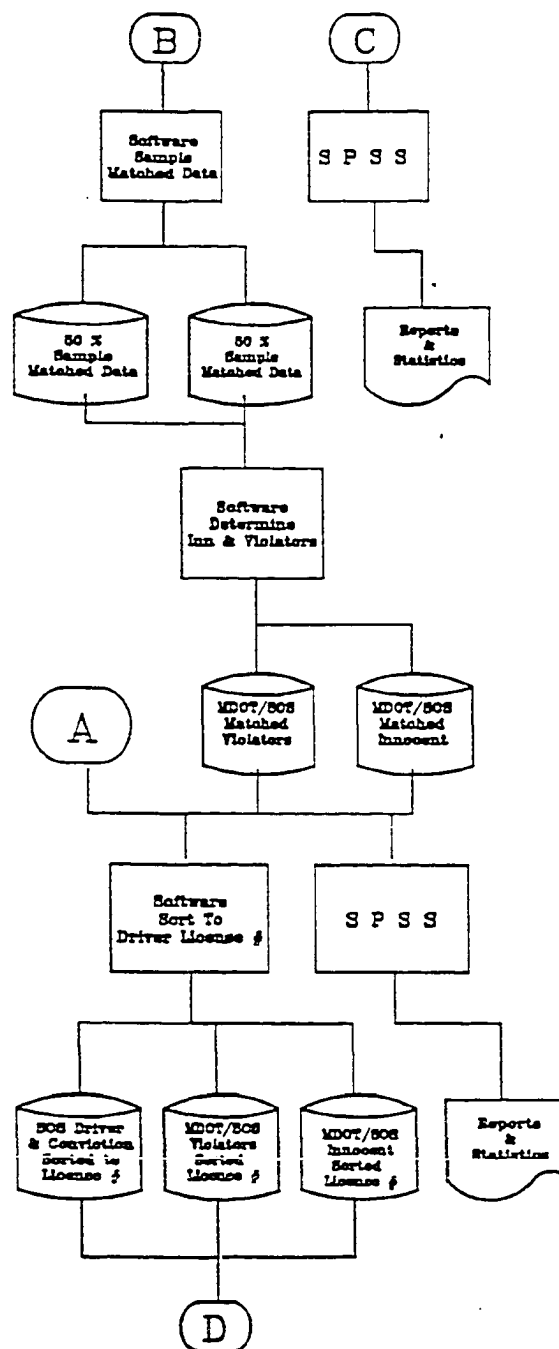 B
C
Software
Sample
Matched Data
S P S S
50 %
Sample
Matched Data
50 %
Sample
Matched Data
Reports
&
Statistics
Software
Determine
Inn & Violators
A
MDOT/SOS
Matched
Violators
MDOT/SOS
Matched
Innocent
Software
Sort To
Driver License #
S P S S
SOS Driver
& Conviction
Sorted to
License #
MDOT/SOS
Violators
Sorted
License #
MDOT/SOS
Innocent
Sorted
License #
Reports
&
Statistics
D